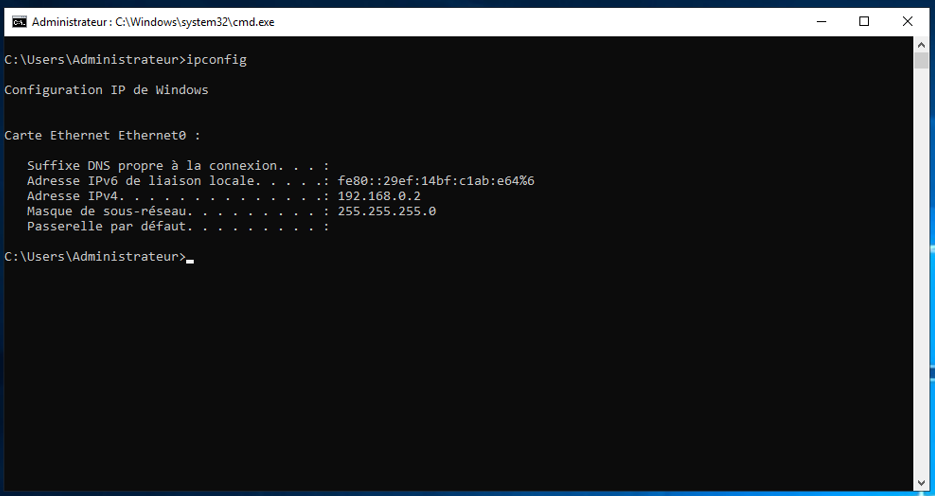 Administrateur : C:\Windows\system32\cmd.exe
C:\Users\Administrateur>ipconfig
Configuration IP de Windows
Carte Ethernet Ethernet0 :
Suffixe DNS propre à la connexion. . . :
Adresse IPv6 de liaison locale. . . . .: fe80::29ef:14bf:c1ab:e64%6
Adresse IPv4. . . . . . . . . . . . . .: 192.168.0.2
Masque de sous-réseau. . . . . . . . . : 255.255.255.0
Passerelle par défaut. . . . . . . . . :
C:\Users\Administrateur>